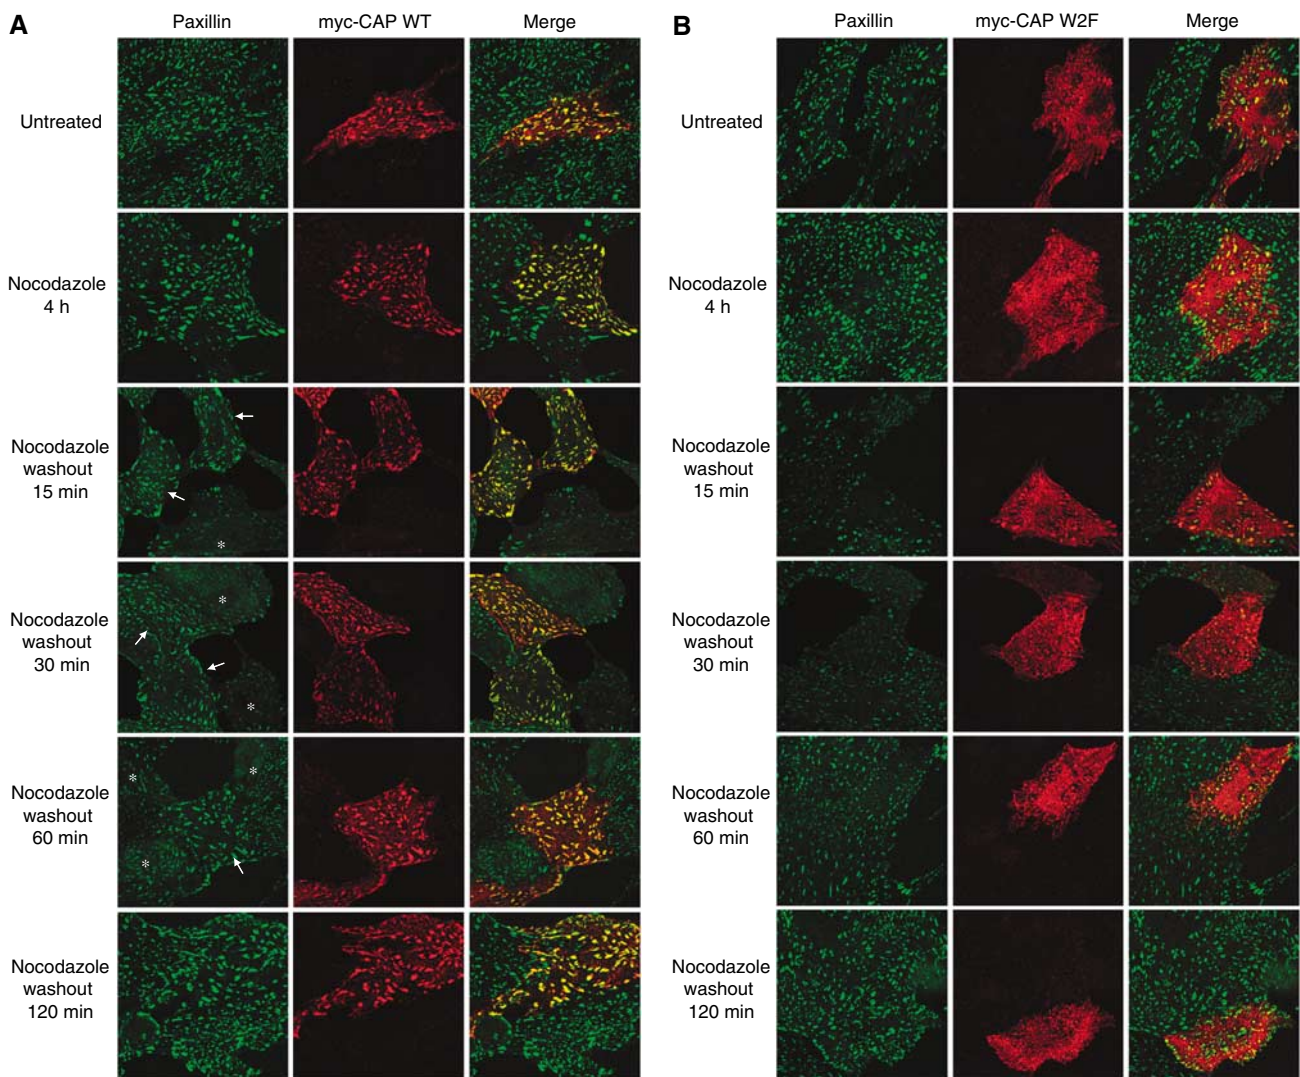 A
Paxillin
myc-CAP WT
Merge
Untreated
Nocodazole
4 h
Nocodazole
washout
15 min
*
Nocodazole
washout
30 min
*
*
Nocodazole
washout
60 min
*
*
*
Nocodazole
washout
120 min
B
Paxillin
myc-CAP W2F
Merge
Untreated
Nocodazole
4 h
Nocodazole
washout
15 min
Nocodazole
washout
30 min
Nocodazole
washout
60 min
Nocodazole
washout
120 min